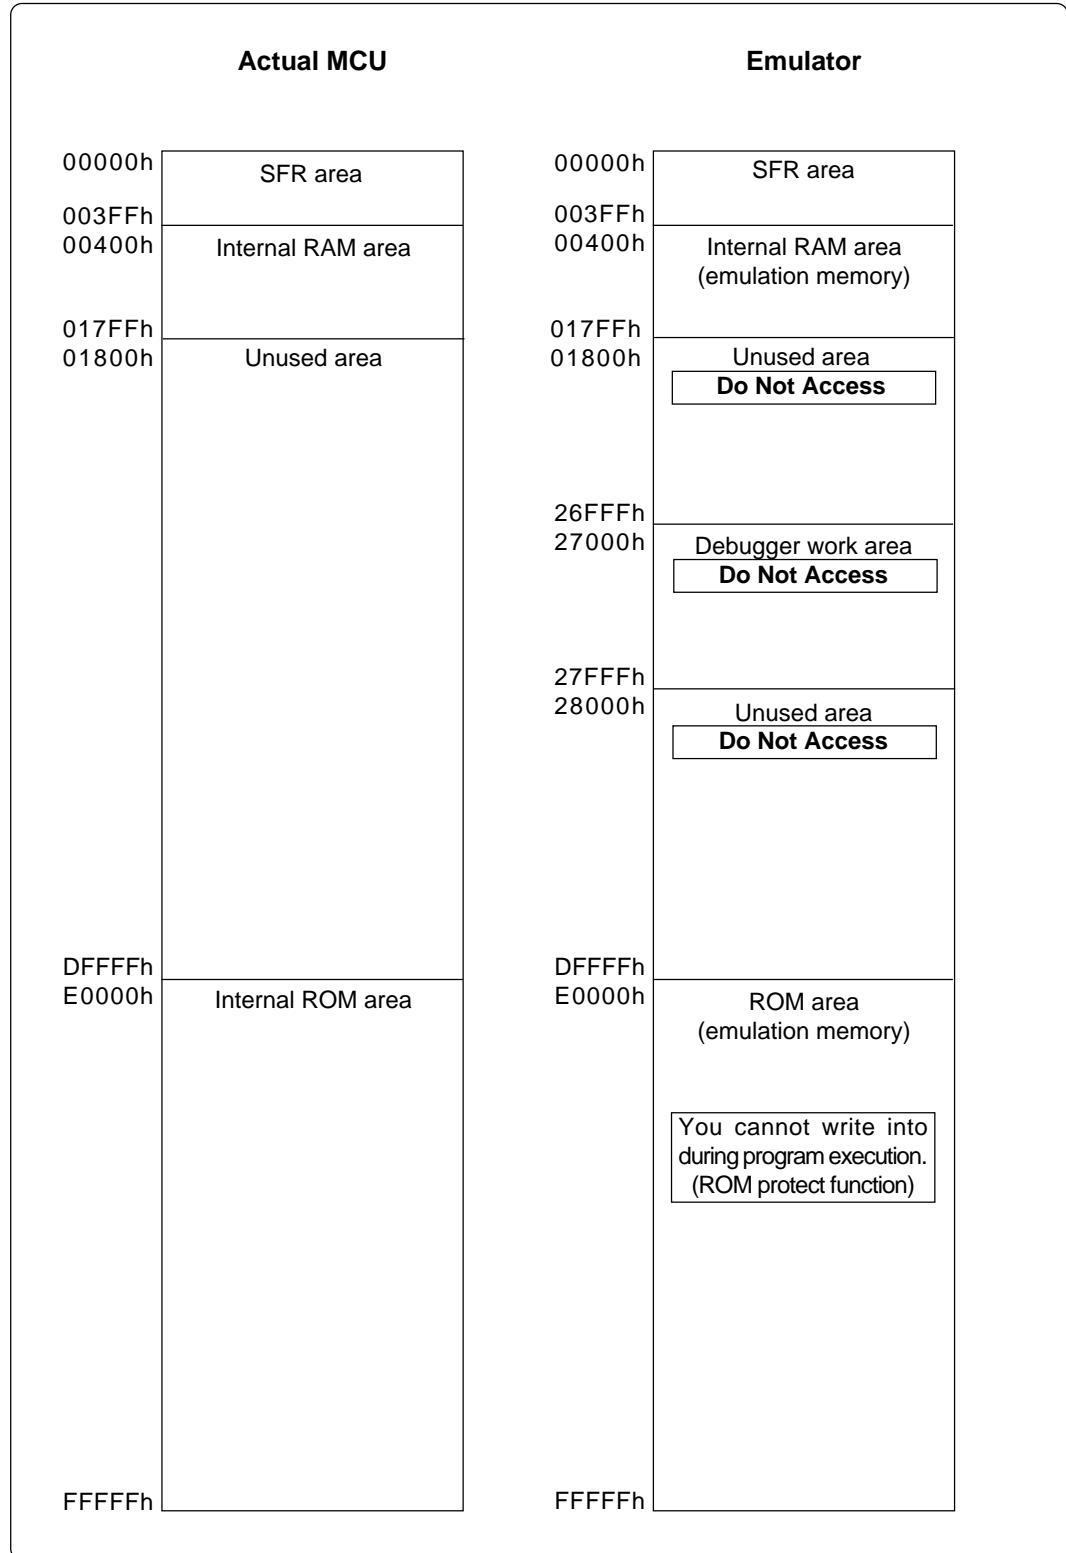 Actual MCU
00000h
SFR area
003FFh
00400h
Internal RAM area
017FFh
01800h
Unused area
DFFFFh
E0000h
Internal ROM area
FFFFFh
Emulator
00000h
SFR area
003FFh
00400h
Internal RAM area
(emulation memory)
017FFh
01800h
Unused area
Do Not Access
26FFFh
27000h
Debugger work area
Do Not Access
27FFFh
28000h
Unused area
Do Not Access
DFFFFh
E0000h
ROM area
(emulation memory)
You cannot write into
during program execution.
(ROM protect function)
FFFFFh